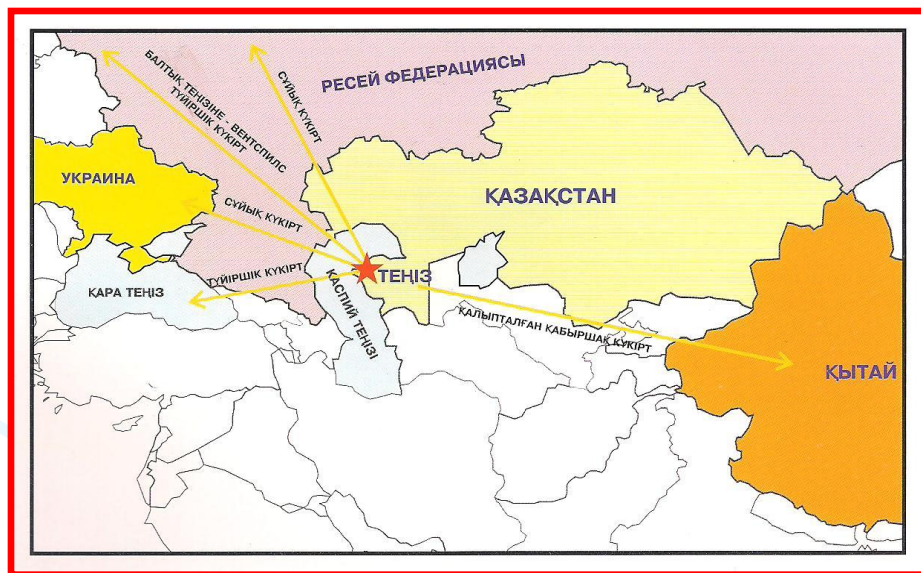 БАЛТЫҚ ТЕҢІЗІНЕ - ВЕНТСПИЛС
ТҮЙІРШІК КҮКІРТ
СҰЙЫҚ КҮКІРТ
РЕСЕЙ ФЕДЕРАЦИЯСЫ
УКРАИНА
СҰЙЫҚ КҮКІРТ
ҚАЗАҚСТАН
ТҮЙІРШІК КҮКІРТ
ТЕҢІЗ
ҚАРА ТЕҢІЗ
КАСПИЙ ТЕҢІЗІ
ҚАЛЫПТАЛҒАН ҚАБЫРШАҚ КҮКІРТ
ҚЫТАЙ